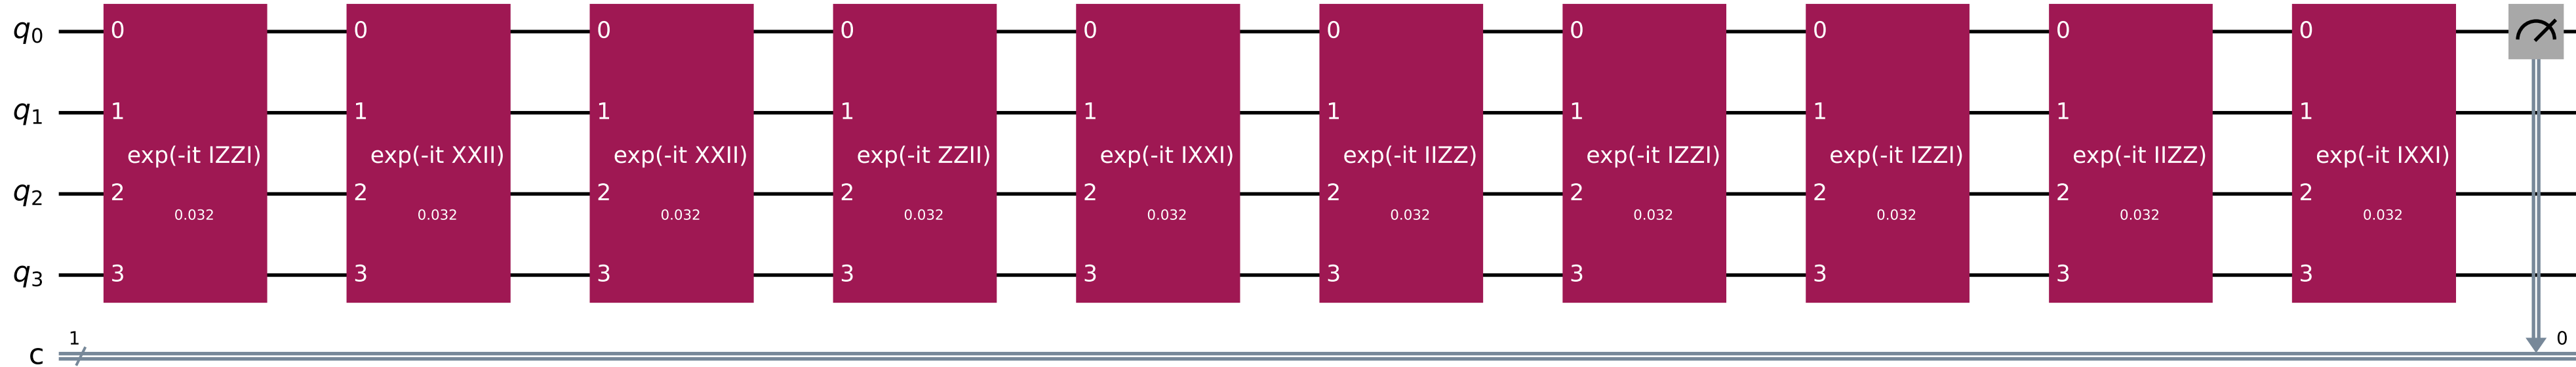 q0 0 0 0 0 0 0 0 0 0 0
q1 1 1 1 1 1 1 1 1 1 1
exp(-it IZZI) exp(-it XXII) exp(-it XXII) exp(-it ZZII) exp(-it IXXI) exp(-it IIZZ) exp(-it IZZI) exp(-it IZZI) exp(-it IIZZ) exp(-it IXXI)
q2 2 2 2 2 2 2 2 2 2 2
0.032 0.032 0.032 0.032 0.032 0.032 0.032 0.032 0.032 0.032
q3 3 3 3 3 3 3 3 3 3 3
1 0
c